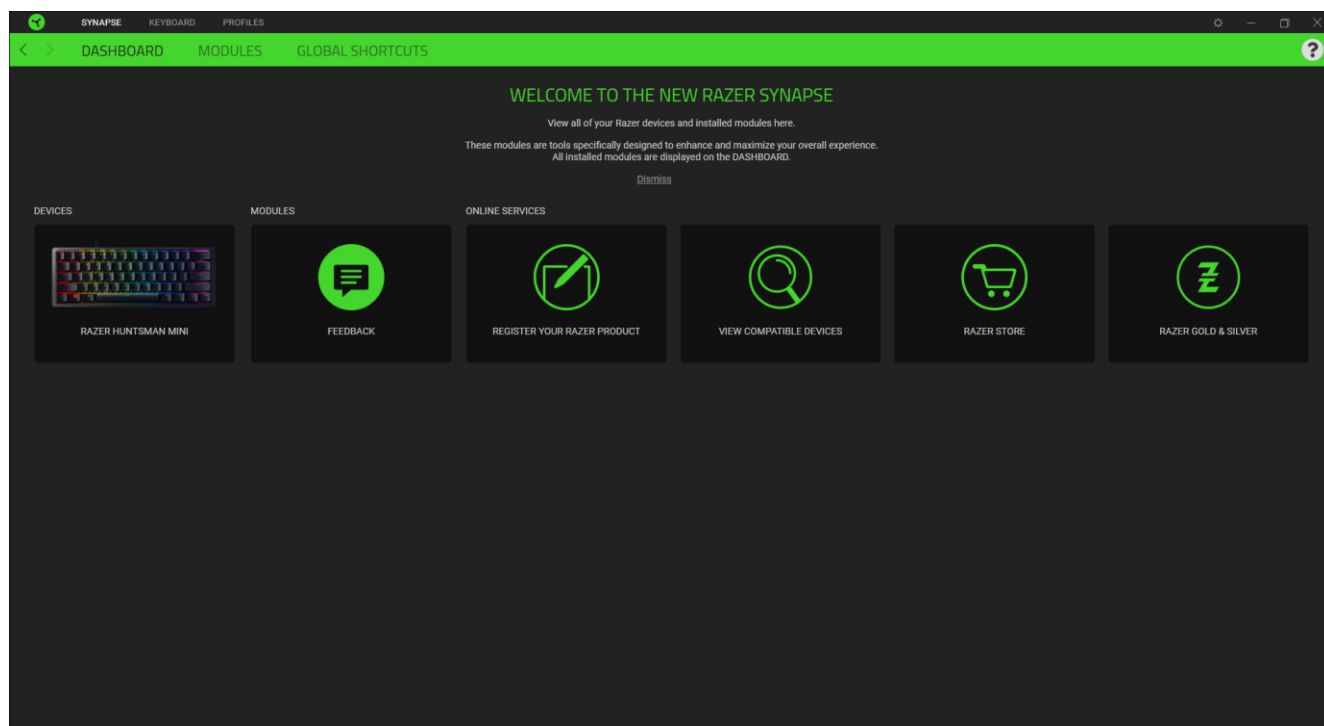 SYNAPSE KEYBOARD PROFILES
DASHBOARD MODULES GLOBAL SHORTCUTS ?
WELCOME TO THE NEW RAZER SYNAPSE
View all of your Razer devices and installed modules here.
These modules are tools specifically designed to enhance and maximize your overall experience.
All installed modules are displayed on the DASHBOARD.
Dismiss
DEVICES MODULES ONLINE SERVICES
RAZER HUNTSMAN MINI FEEDBACK REGISTER YOUR RAZER PRODUCT VIEW COMPATIBLE DEVICES RAZER STORE RAZER GOLD & SILVER